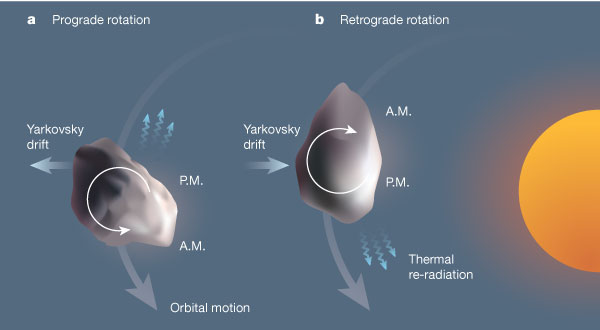 a Prograde rotation
Yarkovsky
drift
P.M.
A.M.
Orbital motion
b Retrograde rotation
Yarkovsky
drift
A.M.
P.M.
Thermal
re-radiation